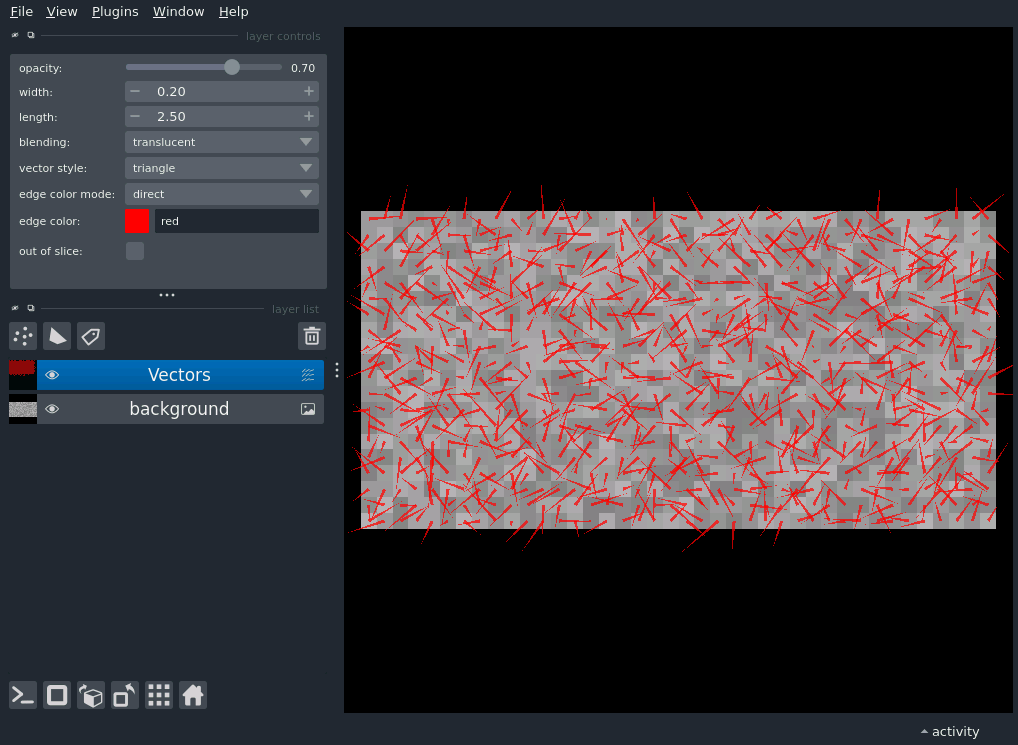 File View Plugins Window Help
layer controls
opacity: 0.70
width: 0.20
length: 2.50
blending: translucent
vector style: triangle
edge color mode: direct
edge color: red
out of slice:
layer list
Vectors
background
activity